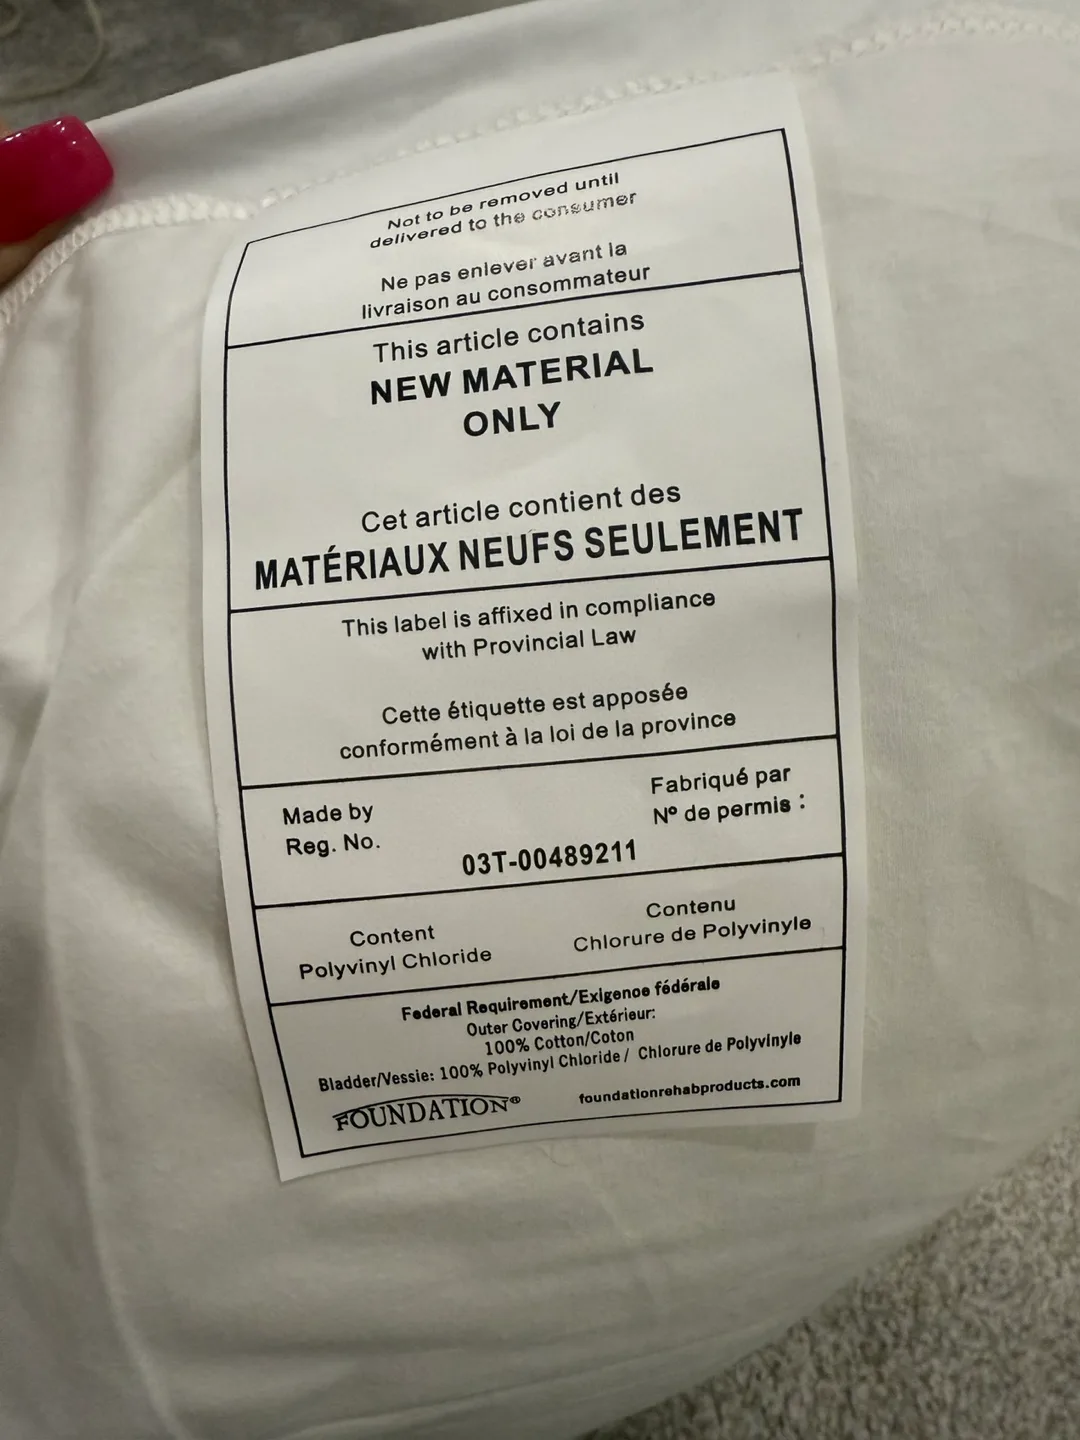 Not to be removed until
delivered to the consumer
Ne pas enlever avant la
livraison au consommateur
This article contains
NEW MATERIAL
ONLY
Cet article contient des
MATÉRIAUX NEUFS SEULEMENT
This label is affixed in compliance
with Provincial Law
Cette étiquette est apposée
conformément à la loi de la province
Made by
Reg. No.
Fabriqué par
Nº de permis :
03T-00489211
Content
Polyvinyl Chloride
Contenu
Chlorure de Polyvinyle
Federal Requirement/Exigence fédérale
Outer Covering/Extérieur:
100% Cotton/Coton
Bladder/Vessie: 100% Polyvinyl Chloride / Chlorure de Polyvinyle
FOUNDATION®
foundationrehabproducts.com